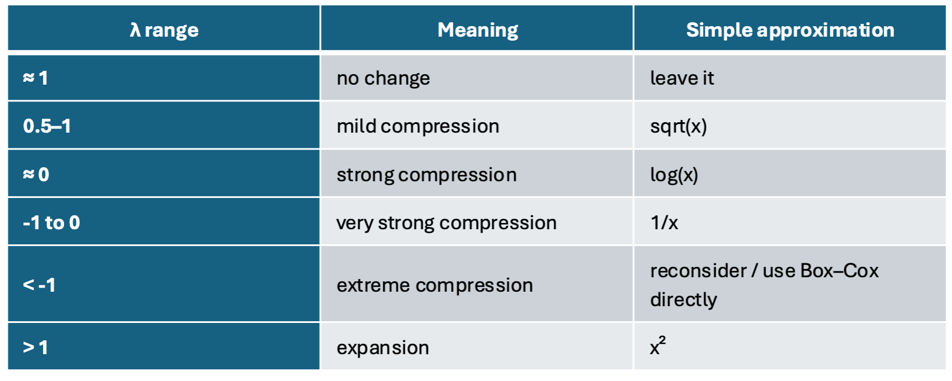 λ range Meaning Simple approximation
≈ 1 no change leave it
0.5–1 mild compression sqrt(x)
≈ 0 strong compression log(x)
-1 to 0 very strong compression 1/x
< -1 extreme compression reconsider / use Box–Cox
directly
> 1 expansion x²